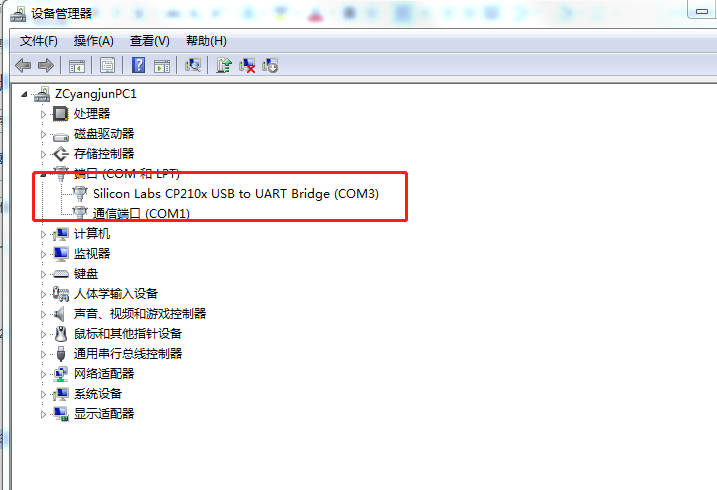 设备管理器
文件(F) 操作(A) 查看(V) 帮助(H)
ZCyangjunPC1
处理器
磁盘驱动器
存储控制器
端口 (COM 和 LPT)
Silicon Labs CP210x USB to UART Bridge (COM3)
通信端口 (COM1)
计算机
监视器
键盘
人体学输入设备
声音、视频和游戏控制器
鼠标和其他指针设备
通用串行总线控制器
网络适配器
系统设备
显示适配器